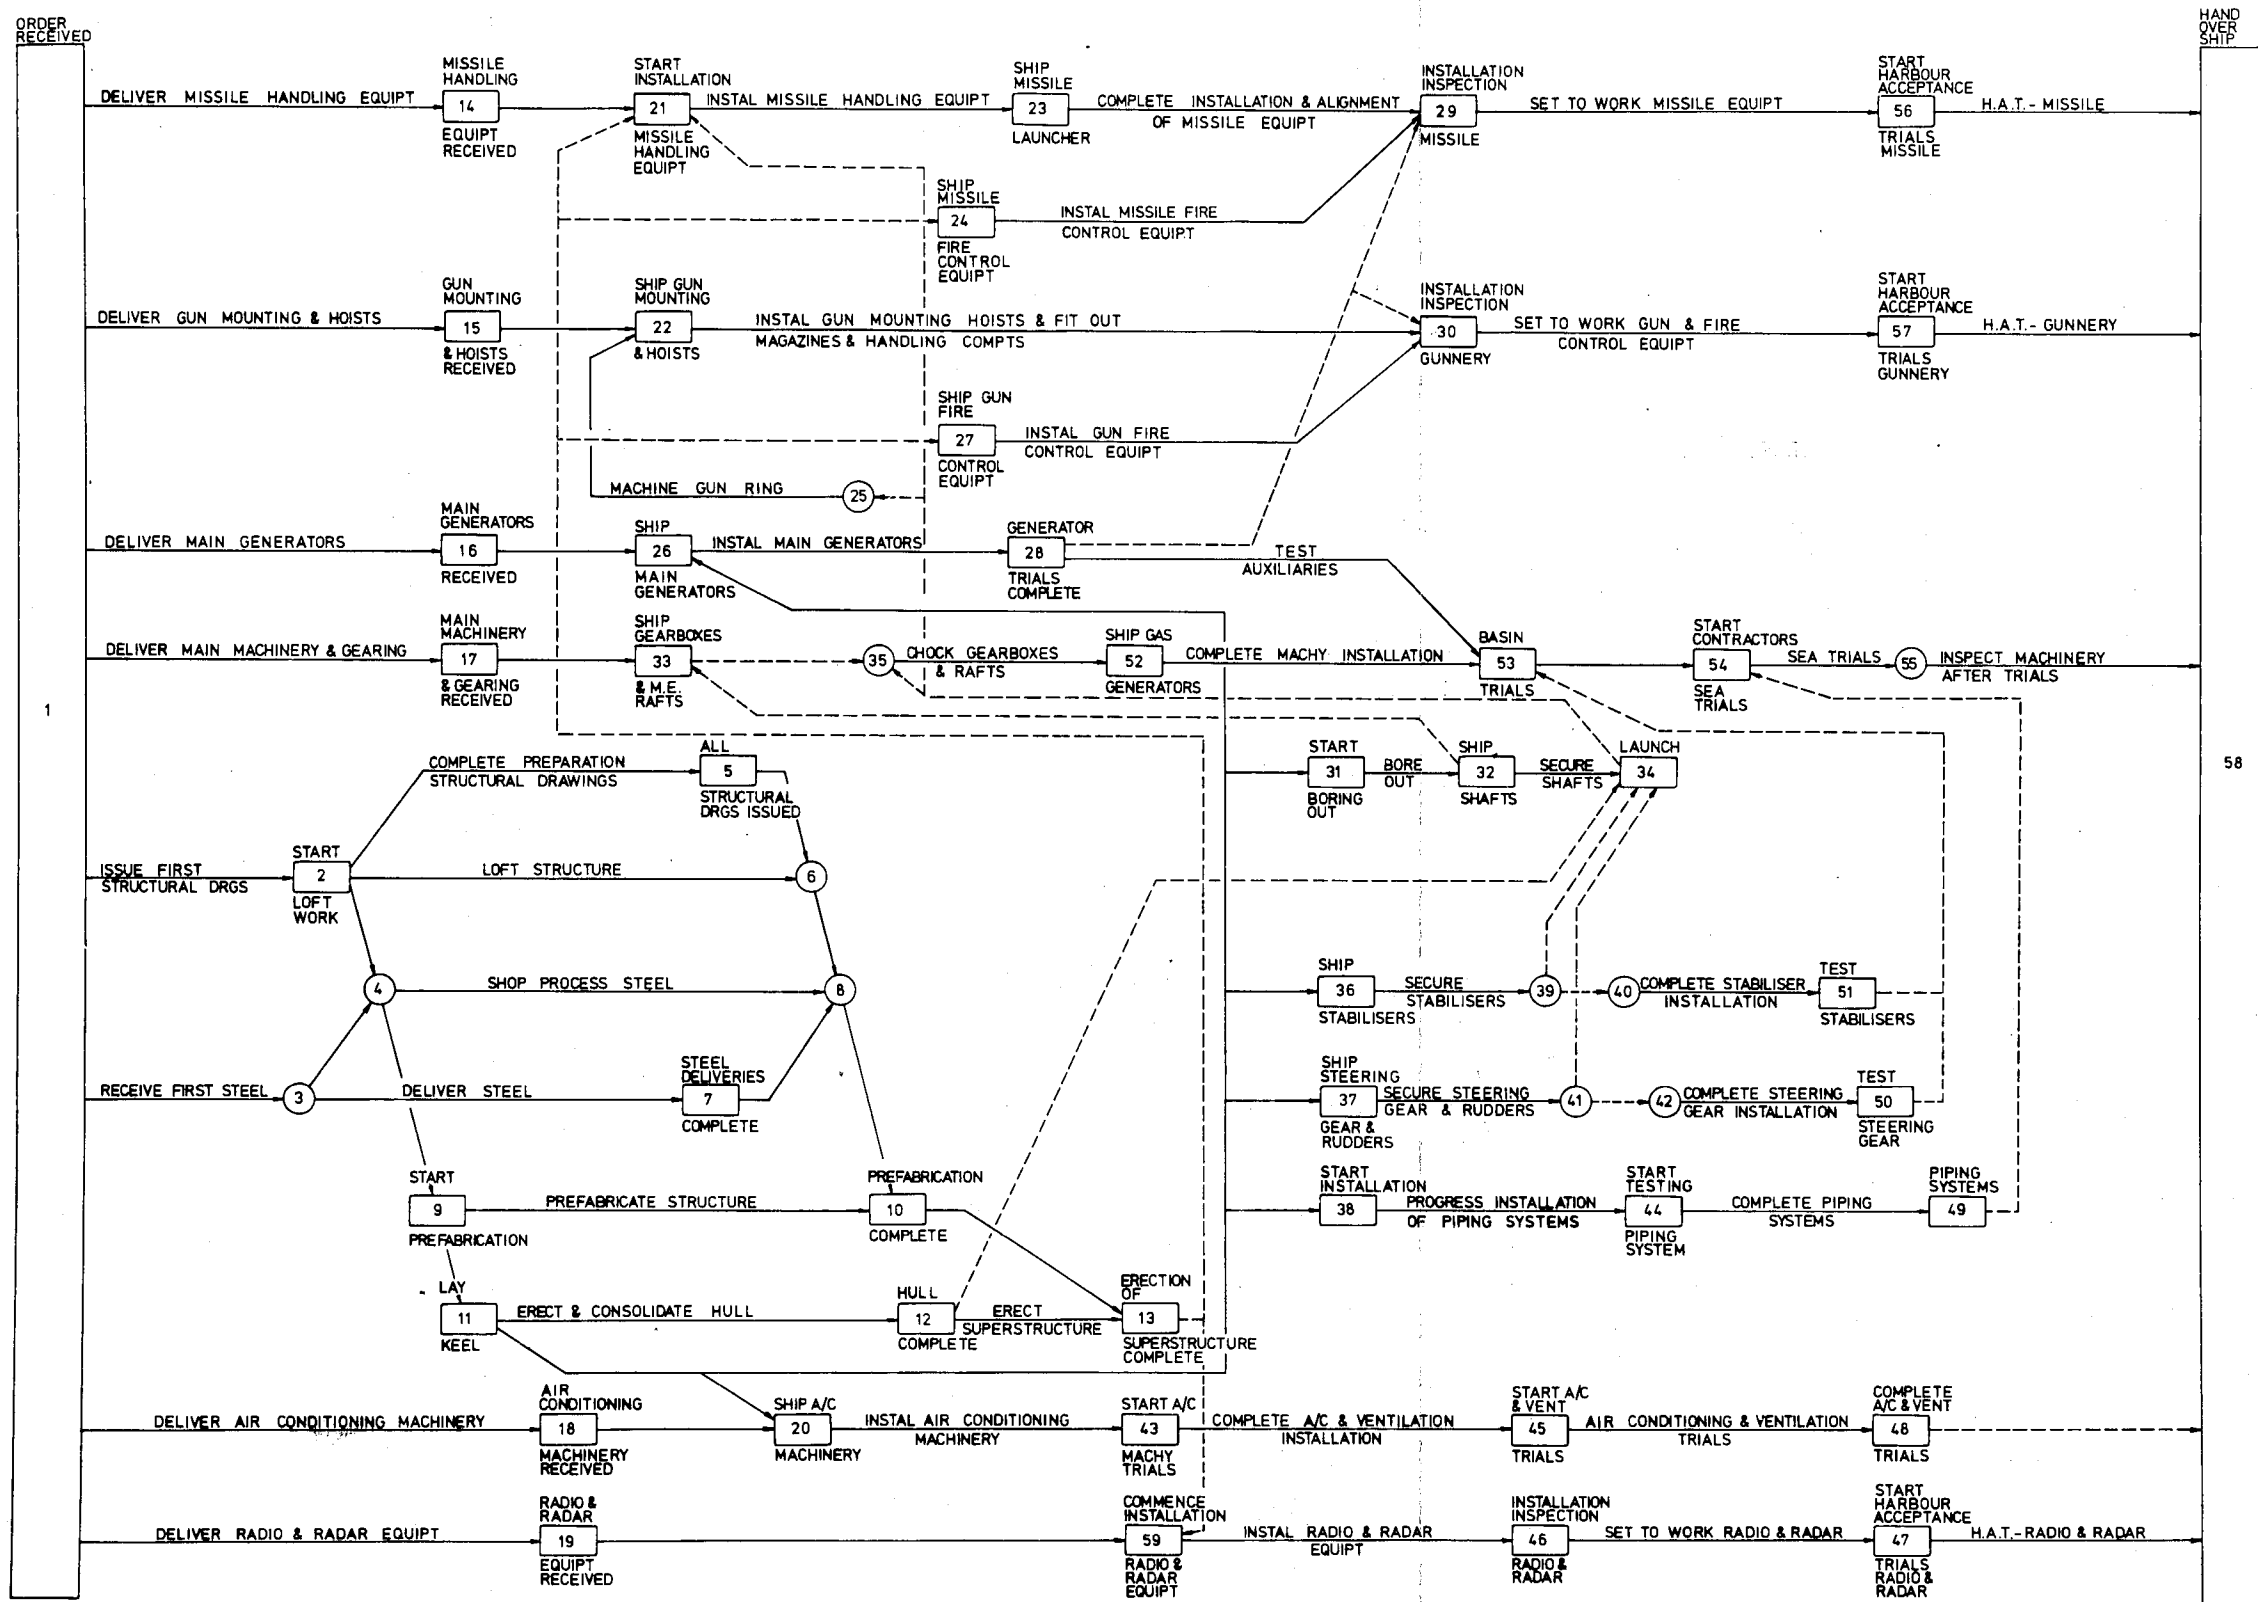 ORDER
RECEIVED
HAND
OVER
SHIP
1
58
DELIVER MISSILE HANDLING EQUIPT
MISSILE
HANDLING
14
EQUIPT
RECEIVED
START
INSTALLATION
21
MISSILE
HANDLING
EQUIPT
INSTAL MISSILE HANDLING EQUIPT
SHIP
MISSILE
23
LAUNCHER
COMPLETE INSTALLATION & ALIGNMENT
OF MISSILE EQUIPT
INSTALLATION
INSPECTION
29
MISSILE
SET TO WORK MISSILE EQUIPT
START
HARBOUR
ACCEPTANCE
56
TRIALS
MISSILE
H.A.T.- MISSILE
SHIP
MISSILE
24
FIRE
CONTROL
EQUIPT
INSTAL MISSILE FIRE
CONTROL EQUIPT
DELIVER GUN MOUNTING & HOISTS
GUN
MOUNTING
15
& HOISTS
RECEIVED
SHIP GUN
MOUNTING
22
& HOISTS
INSTAL GUN MOUNTING HOISTS & FIT OUT
MAGAZINES & HANDLING COMPTS
INSTALLATION
INSPECTION
30
GUNNERY
SET TO WORK GUN & FIRE
CONTROL EQUIPT
START
HARBOUR
ACCEPTANCE
57
TRIALS
GUNNERY
H.A.T.- GUNNERY
SHIP GUN
FIRE
27
CONTROL
EQUIPT
INSTAL GUN FIRE
CONTROL EQUIPT
MACHINE GUN RING
25
DELIVER MAIN GENERATORS
MAIN
GENERATORS
16
RECEIVED
SHIP
26
MAIN
GENERATORS
INSTAL MAIN GENERATORS
GENERATOR
28
TRIALS
COMPLETE
TEST
AUXILIARIES
DELIVER MAIN MACHINERY & GEARING
MAIN
MACHINERY
17
& GEARING
RECEIVED
SHIP
GEARBOXES
33
& M.E.
RAFTS
35
CHOCK GEARBOXES
& RAFTS
SHIP GAS
52
GENERATORS
COMPLETE MACHY INSTALLATION
BASIN
53
TRIALS
START
CONTRACTORS
54
SEA
TRIALS
SEA TRIALS
55
INSPECT MACHINERY
AFTER TRIALS
COMPLETE PREPARATION
STRUCTURAL DRAWINGS
ALL
5
STRUCTURAL
DRGS ISSUED
START
31
BORING
OUT
BORE
OUT
SHIP
32
SHAFTS
SECURE
SHAFTS
LAUNCH
34
ISSUE FIRST
STRUCTURAL DRGS
START
2
LOFT
WORK
LOFT STRUCTURE
6
4
SHOP PROCESS STEEL
8
SHIP
36
STABILISERS
SECURE
STABILISERS
39
40
COMPLETE STABILISER
INSTALLATION
TEST
51
STABILISERS
RECEIVE FIRST STEEL
3
DELIVER STEEL
STEEL
DELIVERIES
7
COMPLETE
SHIP
STEERING
37
GEAR &
RUDDERS
SECURE STEERING
GEAR & RUDDERS
41
42
COMPLETE STEERING
GEAR INSTALLATION
TEST
50
STEERING
GEAR
START
9
PREFABRICATION
PREFABRICATE STRUCTURE
PREFABRICATION
10
COMPLETE
START
INSTALLATION
38
PROGRESS INSTALLATION
OF PIPING SYSTEMS
START
TESTING
44
PIPING
SYSTEM
COMPLETE PIPING
SYSTEMS
PIPING
SYSTEMS
49
LAY
11
KEEL
ERECT & CONSOLIDATE HULL
HULL
12
COMPLETE
ERECT
SUPERSTRUCTURE
ERECTION
OF
13
SUPERSTRUCTURE
COMPLETE
DELIVER AIR CONDITIONING MACHINERY
AIR
CONDITIONING
18
MACHINERY
RECEIVED
SHIP A/C
20
MACHINERY
INSTAL AIR CONDITIONING
MACHINERY
START A/C
43
MACHY
TRIALS
COMPLETE A/C & VENTILATION
INSTALLATION
START A/C
& VENT
45
TRIALS
AIR CONDITIONING & VENTILATION
TRIALS
COMPLETE
A/C & VENT
48
TRIALS
DELIVER RADIO & RADAR EQUIPT
RADIO &
RADAR
19
EQUIPT
RECEIVED
COMMENCE
INSTALLATION
59
RADIO &
RADAR
EQUIPT
INSTAL RADIO & RADAR
EQUIPT
INSTALLATION
INSPECTION
46
RADIO &
RADAR
SET TO WORK RADIO & RADAR
START
HARBOUR
ACCEPTANCE
47
TRIALS
RADIO &
RADAR
H.A.T.-RADIO & RADAR